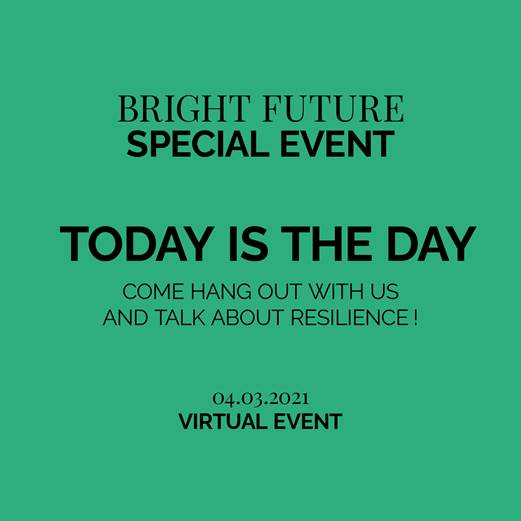 BRIGHT FUTURE
SPECIAL EVENT
TODAY IS THE DAY
COME HANG OUT WITH US
AND TALK ABOUT RESILIENCE !
04.03.2021
VIRTUAL EVENT